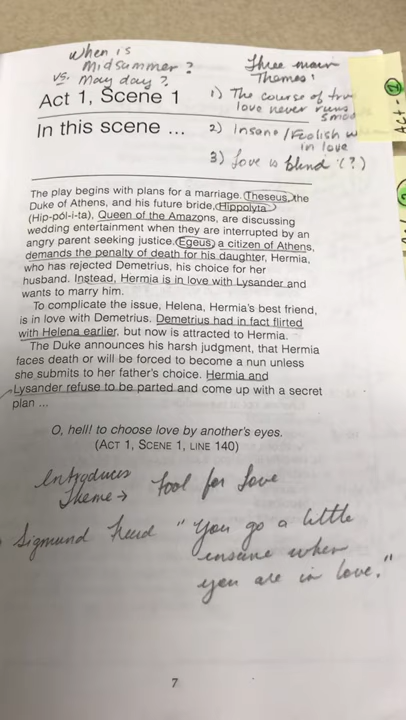 When is
Midsummer?
vs. May day?
Three main
Themes:
Act 1, Scene 1
1) The course of true
love never runs
smoo
In this scene ...
2) Insane/Foolish w
in love
3) Love is blind (?)
Act - 2
The play begins with plans for a marriage. Theseus, the
Duke of Athens, and his future bride, Hippolyta
(Hip-pól-i-ta), Queen of the Amazons, are discussing
wedding entertainment when they are interrupted by an
angry parent seeking justice. Egeus, a citizen of Athens,
demands the penalty of death for his daughter, Hermia,
who has rejected Demetrius, his choice for her
husband. Instead, Hermia is in love with Lysander and
wants to marry him.
To complicate the issue, Helena, Hermia's best friend,
is in love with Demetrius. Demetrius had in fact flirted
with Helena earlier, but now is attracted to Hermia.
The Duke announces his harsh judgment, that Hermia
faces death or will be forced to become a nun unless
she submits to her father's choice. Hermia and
Lysander refuse to be parted and come up with a secret
plan ...
O, hell! to choose love by another's eyes.
(ACT 1, SCENE 1, LINE 140)
Introduces
Theme → Fool for Love
Sigmund Freud "You go a little
insane when
you are in love."
7